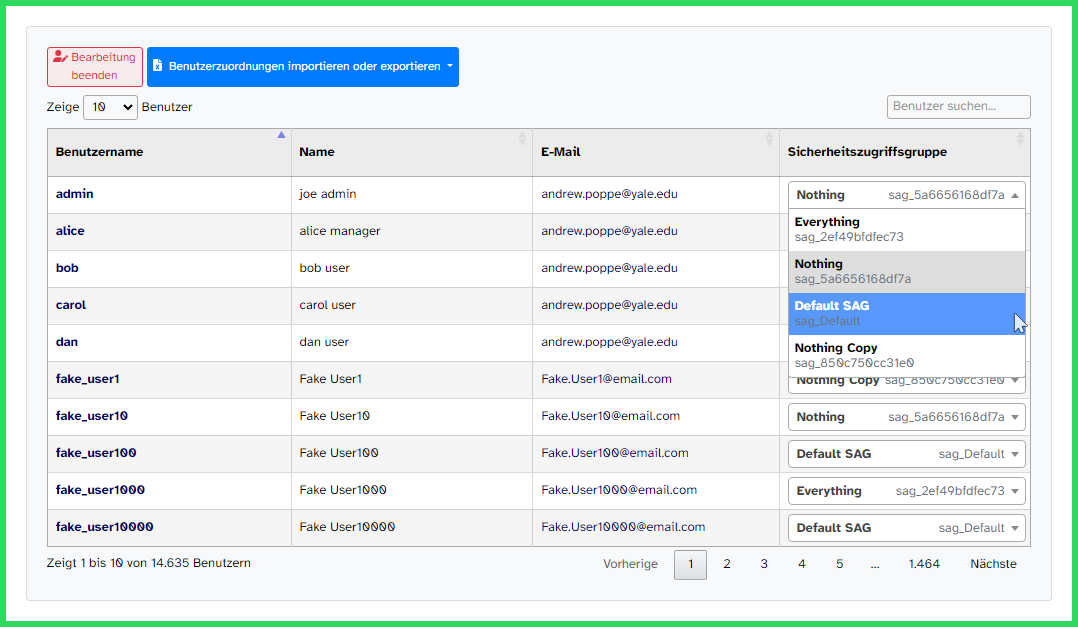 Bearbeitung
beenden
Benutzerzuordnungen importieren oder exportieren
Zeige 10 Benutzer
Benutzer suchen...
Benutzername Name E-Mail Sicherheitszugriffsgruppe
admin joe admin andrew.poppe@yale.edu Nothing sag_5a6656168df7a
alice alice manager andrew.poppe@yale.edu
bob bob user andrew.poppe@yale.edu
carol carol user andrew.poppe@yale.edu
dan dan user andrew.poppe@yale.edu
Everything
sag_2ef49bfdfec73
Nothing
sag_5a6656168df7a
Default SAG
sag_Default
Nothing Copy
sag_850c750cc31e0
fake_user1 Fake User1 Fake.User1@email.com Nothing Copy sag_850c750cc31e0
fake_user10 Fake User10 Fake.User10@email.com Nothing sag_5a6656168df7a
fake_user100 Fake User100 Fake.User100@email.com Default SAG sag_Default
fake_user1000 Fake User1000 Fake.User1000@email.com Everything sag_2ef49bfdfec73
fake_user10000 Fake User10000 Fake.User10000@email.com Default SAG sag_Default
Zeigt 1 bis 10 von 14.635 Benutzern
Vorherige 1 2 3 4 5 ... 1.464 Nächste